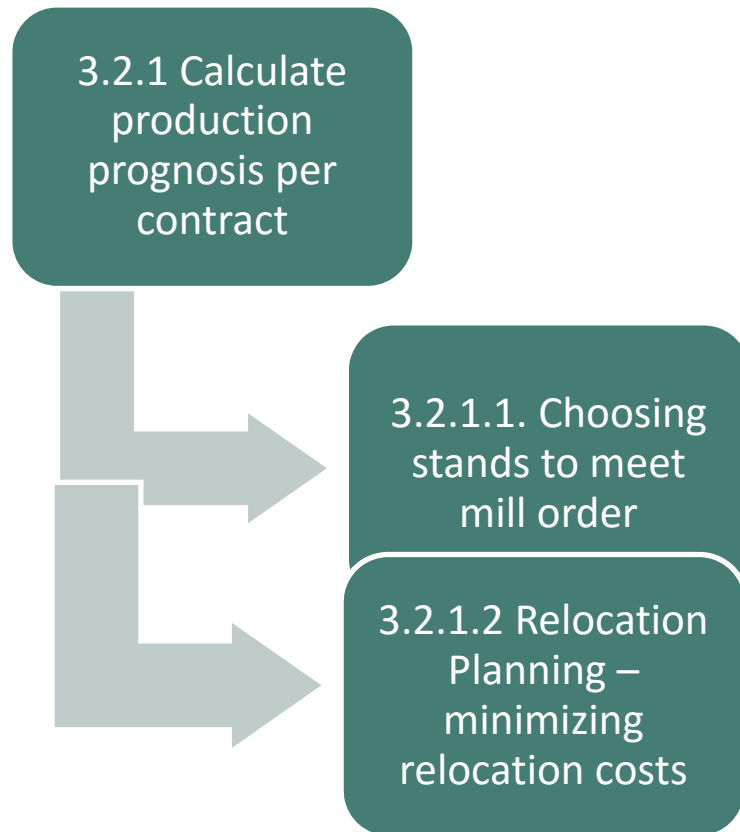 3.2.1 Calculate
production
prognosis per
contract
3.2.1.1. Choosing
stands to meet
mill order
3.2.1.2 Relocation
Planning –
minimizing
relocation costs